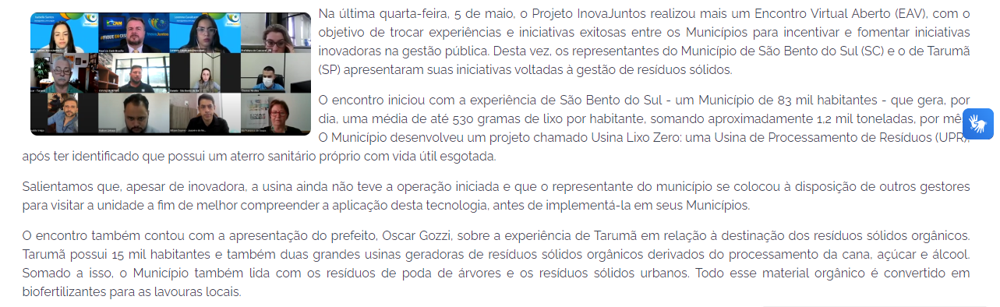 Na última quarta-feira, 5 de maio, o Projeto InovaJuntos realizou mais um Encontro Virtual Aberto (EAV), com o
objetivo de trocar experiências e iniciativas exitosas entre os Municípios para incentivar e fomentar iniciativas
inovadoras na gestão pública. Desta vez, os representantes do Município de São Bento do Sul (SC) e o de Tarumã
(SP) apresentaram suas iniciativas voltadas à gestão de resíduos sólidos.
O encontro iniciou com a experiência de São Bento do Sul - um Município de 83 mil habitantes - que gera, por
dia, uma média de até 530 gramas de lixo por habitante, somando aproximadamente 1,2 mil toneladas, por mê
O Município desenvolveu um projeto chamado Usina Lixo Zero: uma Usina de Processamento de Resíduos (UPR),
após ter identificado que possui um aterro sanitário próprio com vida útil esgotada.
Salientamos que, apesar de inovadora, a usina ainda não teve a operação iniciada e que o representante do município se colocou à disposição de outros gestores
para visitar a unidade a fim de melhor compreender a aplicação desta tecnologia, antes de implementá-la em seus Municípios.
O encontro também contou com a apresentação do prefeito, Oscar Gozzi, sobre a experiência de Tarumã em relação à destinação dos resíduos sólidos orgânicos.
Tarumã possui 15 mil habitantes e também duas grandes usinas geradoras de resíduos sólidos orgânicos derivados do processamento da cana, açúcar e álcool.
Somado a isso, o Município também lida com os resíduos de poda de árvores e os resíduos sólidos urbanos. Todo esse material orgânico é convertido em
biofertilizantes para as lavouras locais.